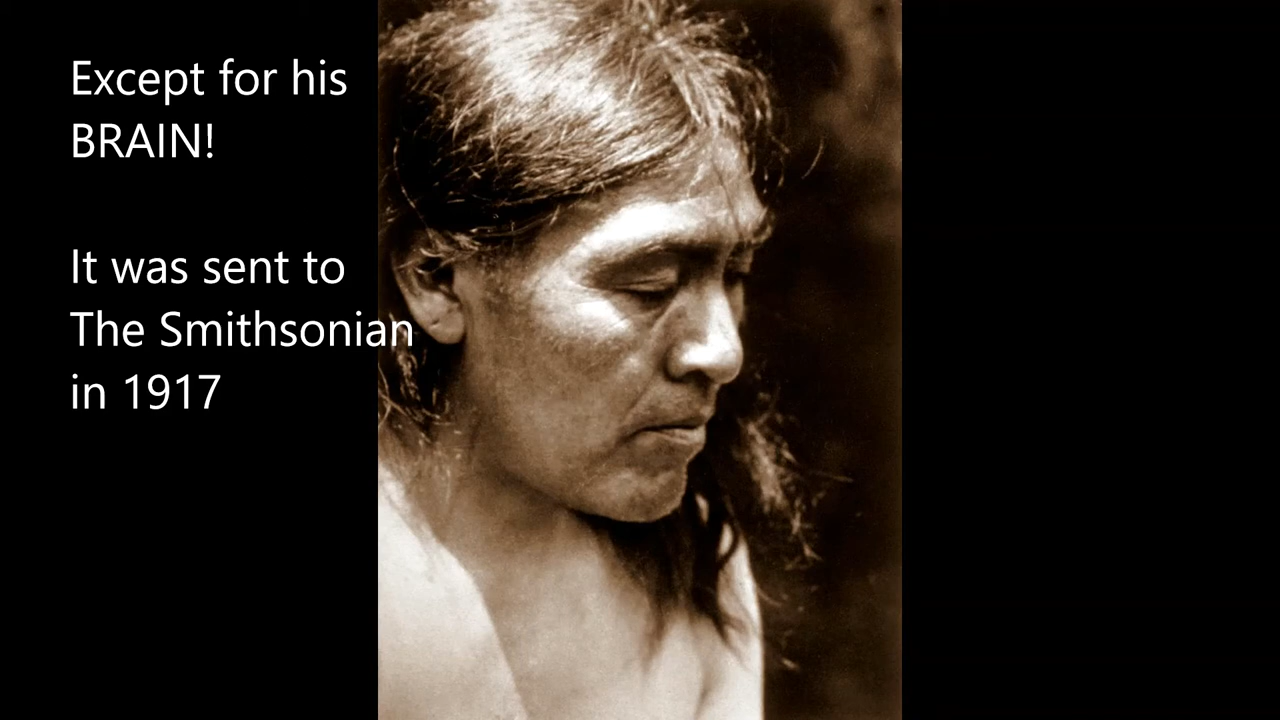 Except for his
BRAIN!
It was sent to
The Smithsonian
in 1917